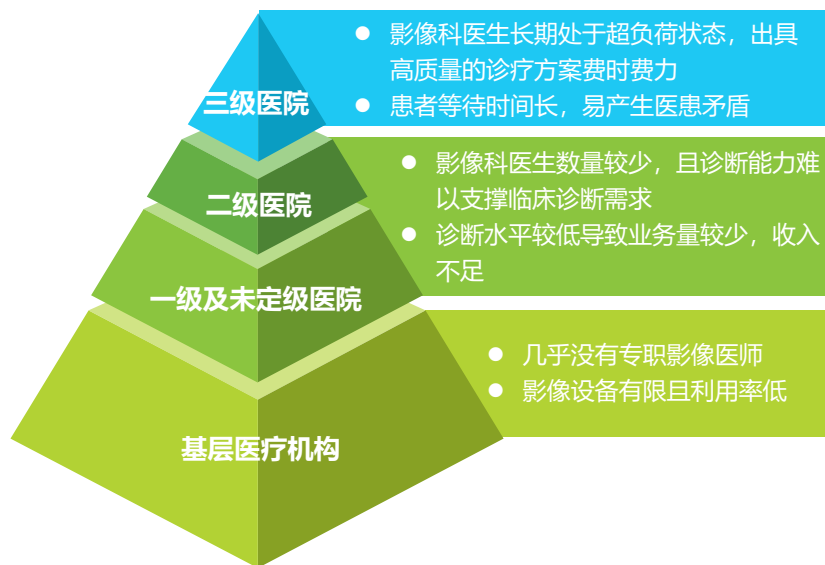 三级医院
● 影像科医生长期处于超负荷状态，出具
高质量的诊疗方案费时费力
● 患者等待时间长，易产生医患矛盾
二级医院
● 影像科医生数量较少，且诊断能力难
以支撑临床诊断需求
● 诊断水平较低导致业务量较少，收入
不足
一级及未定级医院
● 几乎没有专职影像医师
● 影像设备有限且利用率低
基层医疗机构